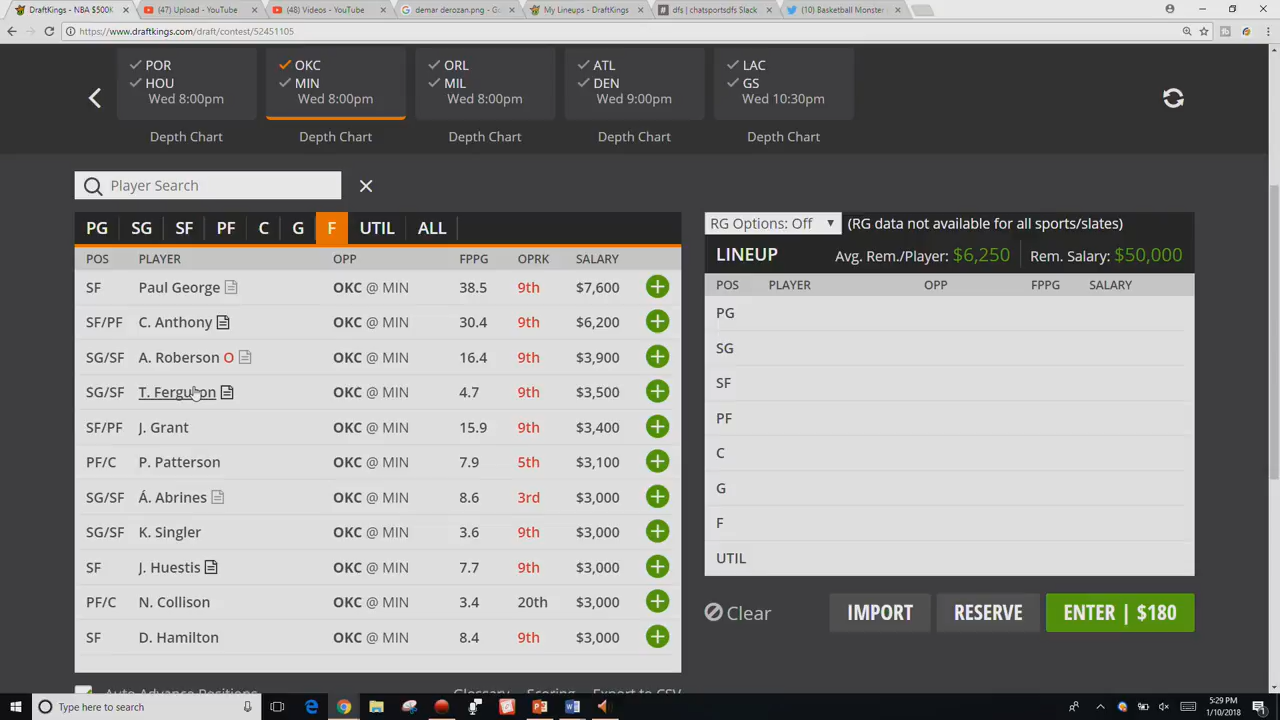 DraftKings - NBA $500K
(47) Upload - YouTube
(48) Videos - YouTube
demar derozan.png - G
My Lineups - DraftKings
dfs | chatsportsdfs Slack
(10) Basketball Monster
https://www.draftkings.com/draft/contest/52451105
POR
HOU
Wed 8:00pm
OKC
MIN
Wed 8:00pm
ORL
MIL
Wed 8:00pm
ATL
DEN
Wed 9:00pm
LAC
GS
Wed 10:30pm
Depth Chart
Depth Chart
Depth Chart
Depth Chart
Depth Chart
Player Search
PG SG SF PF C G F UTIL ALL
POS PLAYER OPP FPPG OPRK SALARY
SF Paul George OKC @ MIN 38.5 9th $7,600
SF/PF C. Anthony OKC @ MIN 30.4 9th $6,200
SG/SF A. Roberson O OKC @ MIN 16.4 9th $3,900
SG/SF T. Ferguson OKC @ MIN 4.7 9th $3,500
SF/PF J. Grant OKC @ MIN 15.9 9th $3,400
PF/C P. Patterson OKC @ MIN 7.9 5th $3,100
SG/SF Á. Abrines OKC @ MIN 8.6 3rd $3,000
SG/SF K. Singler OKC @ MIN 3.6 9th $3,000
SF J. Huestis OKC @ MIN 7.7 9th $3,000
PF/C N. Collison OKC @ MIN 3.4 20th $3,000
SF D. Hamilton OKC @ MIN 8.4 9th $3,000
Auto Advance Positions Glossary Scoring Export to CSV
RG Options: Off (RG data not available for all sports/slates)
LINEUP Avg. Rem./Player: $6,250 Rem. Salary: $50,000
POS PLAYER OPP FPPG SALARY
PG
SG
SF
PF
C
G
F
UTIL
Clear IMPORT RESERVE ENTER | $180
Type here to search
5:29 PM
1/10/2018